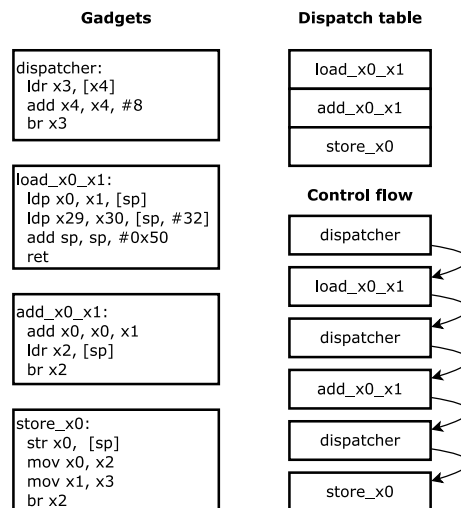 Gadgets
dispatcher:
ldr x3, [x4]
add x4, x4, #8
br x3
load_x0_x1:
ldp x0, x1, [sp]
ldp x29, x30, [sp, #32]
add sp, sp, #0x50
ret
add_x0_x1:
add x0, x0, x1
ldr x2, [sp]
br x2
store_x0:
str x0, [sp]
mov x0, x2
mov x1, x3
br x2
Dispatch table
load_x0_x1
add_x0_x1
store_x0
Control flow
dispatcher
load_x0_x1
dispatcher
add_x0_x1
dispatcher
store_x0